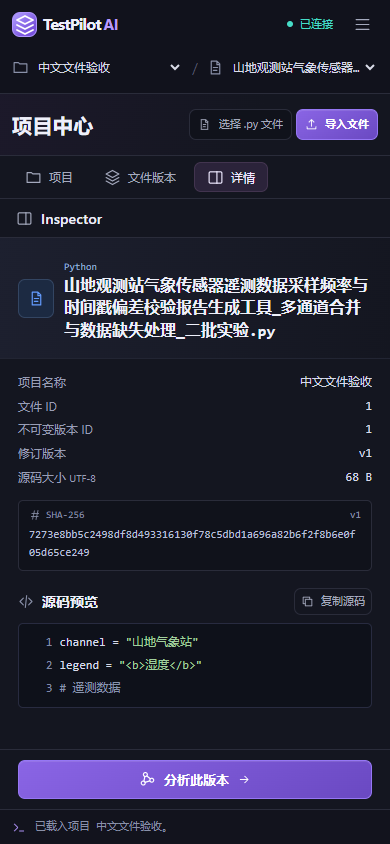 TestPilot AI
已连接
中文文件验收
/
山地观测站气象传感器…
项目中心
选择 .py 文件
导入文件
项目
文件版本
详情
Inspector
Python
山地观测站气象传感器遥测数据采样频率与
时间戳偏差校验报告生成工具_多通道合并
与数据缺失处理_二批实验.py
项目名称 中文文件验收
文件 ID 1
不可变版本 ID 1
修订版本 v1
源码大小 UTF-8 68 B
# SHA-256 v1
7273e8bb5c2498df8d493316130f78c5dbd1a696a82b6f2f8b6e0f
05d65ce249
源码预览
复制源码
1 channel = "山地气象站"
2 legend = "<b>湿度</b>"
3 # 遥测数据
分析此版本 →
已载入项目 中文文件验收。